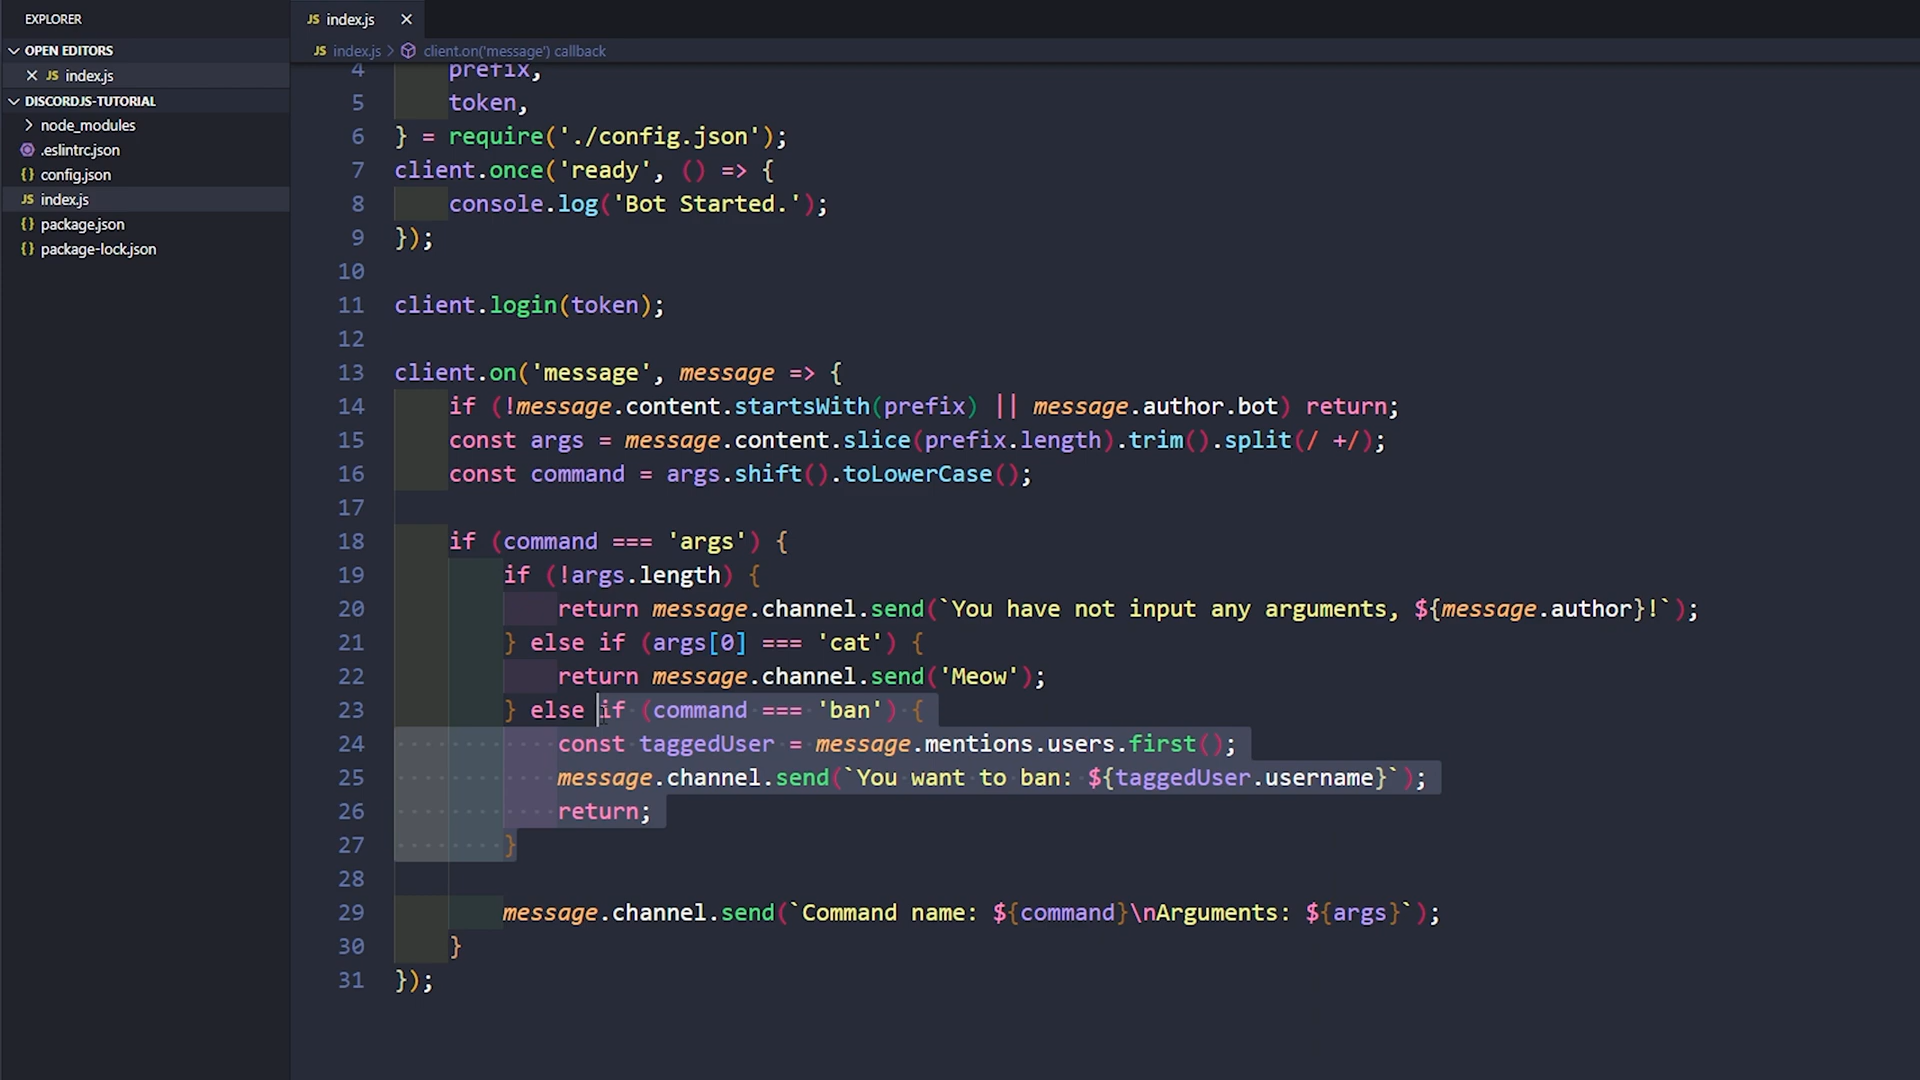 EXPLORER
OPEN EDITORS
JS index.js
DISCORDJS-TUTORIAL
node_modules
.eslintrc.json
{} config.json
JS index.js
{} package.json
{} package-lock.json
JS index.js
JS index.js > client.on('message') callback
4 prefix,
5 token,
6 } = require('./config.json');
7 client.once('ready', () => {
8 console.log('Bot Started.');
9 });
10
11 client.login(token);
12
13 client.on('message', message => {
14 if (!message.content.startsWith(prefix) || message.author.bot) return;
15 const args = message.content.slice(prefix.length).trim().split(/ +/);
16 const command = args.shift().toLowerCase();
17
18 if (command === 'args') {
19 if (!args.length) {
20 return message.channel.send(`You have not input any arguments, ${message.author}!`);
21 } else if (args[0] === 'cat') {
22 return message.channel.send('Meow');
23 } else if (command === 'ban') {
24 const taggedUser = message.mentions.users.first();
25 message.channel.send(`You want to ban: ${taggedUser.username}`);
26 return;
27 }
28
29 message.channel.send(`Command name: ${command}\nArguments: ${args}`);
30 }
31 });